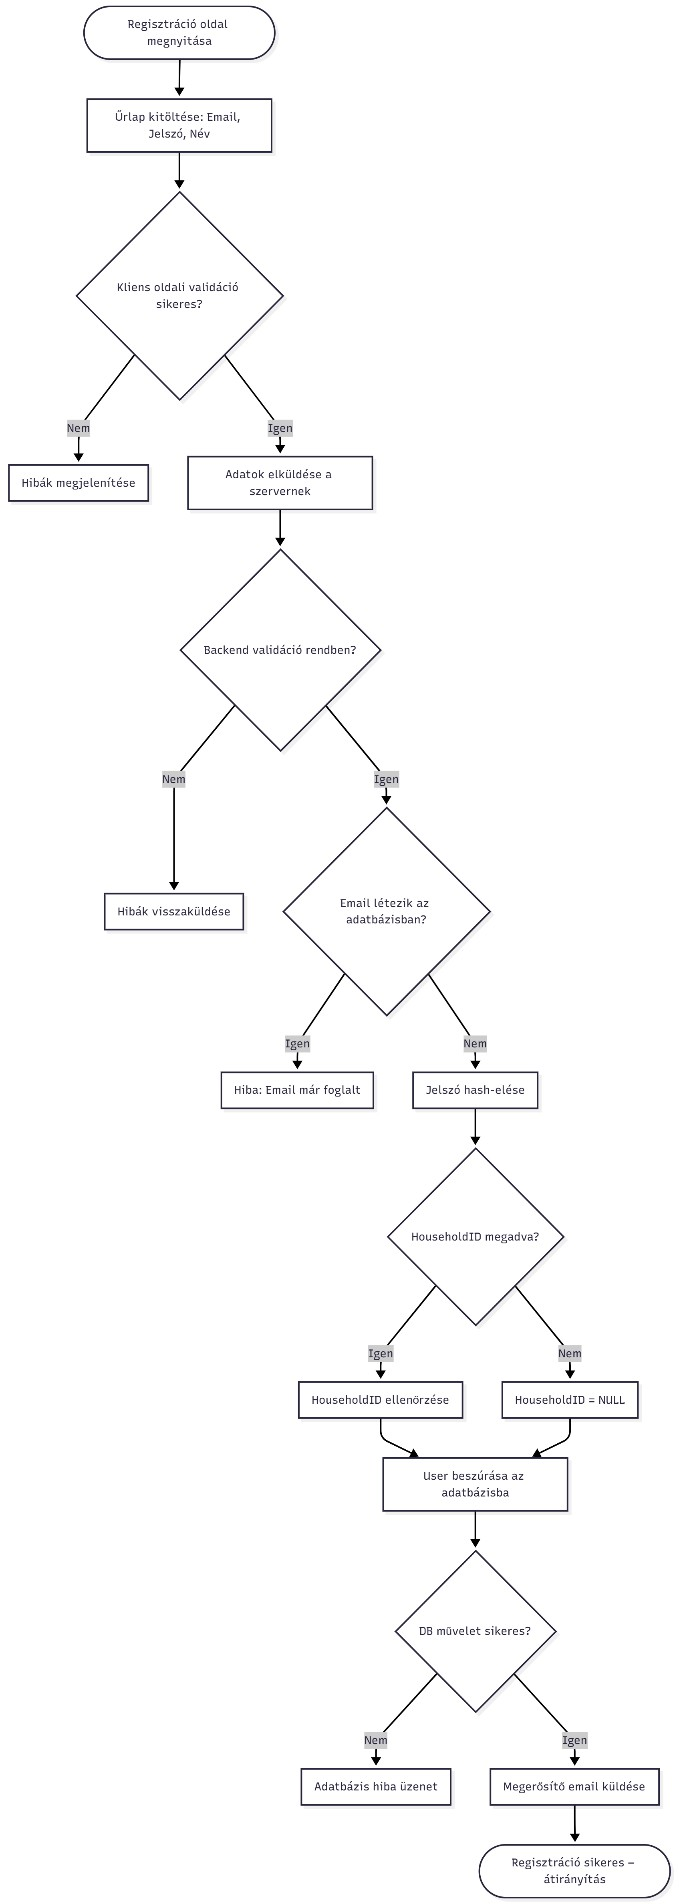 Regisztráció oldal
megnyitása
Űrlap kitöltése: Email,
Jelszó, Név
Kliens oldali validáció
sikeres?
Nem
Igen
Hibák megjelenítése
Adatok elküldése a
szervernek
Backend validáció rendben?
Nem
Igen
Hibák visszaküldése
Email létezik az
adatbázisban?
Igen
Nem
Hiba: Email már foglalt
Jelszó hash-elése
HouseholdID megadva?
Igen
Nem
HouseholdID ellenőrzése
HouseholdID = NULL
User beszúrása az
adatbázisba
DB művelet sikeres?
Nem
Igen
Adatbázis hiba üzenet
Megerősítő email küldése
Regisztráció sikeres –
átirányítás